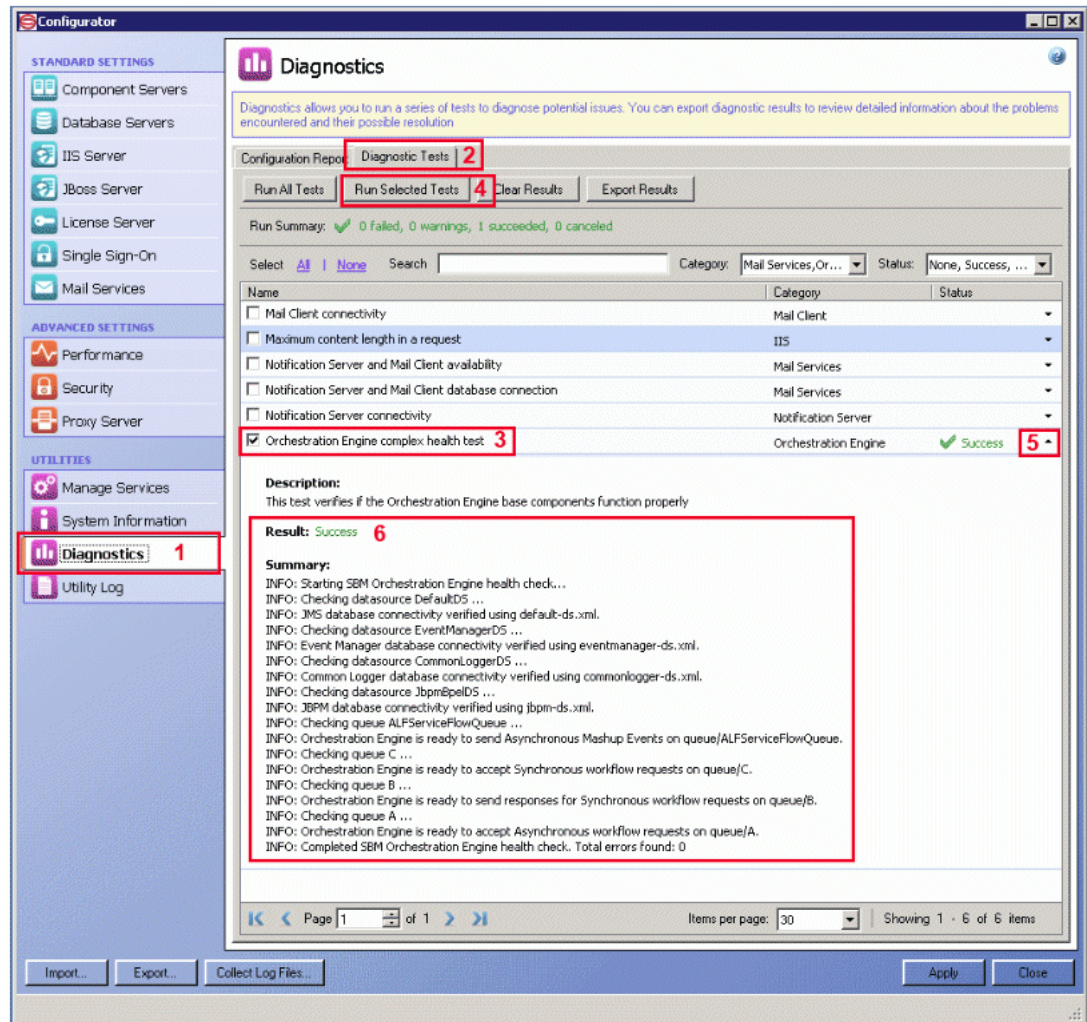 Configurator
STANDARD SETTINGS
Component Servers
Database Servers
IIS Server
JBoss Server
License Server
Single Sign-On
Mail Services
ADVANCED SETTINGS
Performance
Security
Proxy Server
UTILITIES
Manage Services
System Information
Diagnostics 1
Utility Log
Diagnostics
Diagnostics allows you to run a series of tests to diagnose potential issues. You can export diagnostic results to review detailed information about the problems
encountered and their possible resolution
Configuration Repor Diagnostic Tests 2
Run All Tests Run Selected Tests 4 Clear Results Export Results
Run Summary: 0 failed, 0 warnings, 1 succeeded, 0 canceled
Select All | None Search Category: Mail Services,Or... Status: None, Success, ...
Name Category Status
Mail Client connectivity Mail Client
Maximum content length in a request IIS
Notification Server and Mail Client availability Mail Services
Notification Server and Mail Client database connection Mail Services
Notification Server connectivity Notification Server
Orchestration Engine complex health test 3 Orchestration Engine Success 5
Description:
This test verifies if the Orchestration Engine base components function properly
Result: Success 6
Summary:
INFO: Starting SBM Orchestration Engine health check...
INFO: Checking datasource DefaultDS ...
INFO: JMS database connectivity verified using default-ds.xml.
INFO: Checking datasource EventManagerDS ...
INFO: Event Manager database connectivity verified using eventmanager-ds.xml.
INFO: Checking datasource CommonLoggerDS ...
INFO: Common Logger database connectivity verified using commonlogger-ds.xml.
INFO: Checking datasource JbpmBpelDS ...
INFO: JBPM database connectivity verified using jbpm-ds.xml.
INFO: Checking queue ALFServiceFlowQueue ...
INFO: Orchestration Engine is ready to send Asynchronous Mashup Events on queue/ALFServiceFlowQueue.
INFO: Checking queue C ...
INFO: Orchestration Engine is ready to accept Synchronous workflow requests on queue/C.
INFO: Checking queue B ...
INFO: Orchestration Engine is ready to send responses for Synchronous workflow requests on queue/B.
INFO: Checking queue A ...
INFO: Orchestration Engine is ready to accept Asynchronous workflow requests on queue/A.
INFO: Completed SBM Orchestration Engine health check. Total errors found: 0
Page 1 of 1 Items per page: 30 Showing 1 - 6 of 6 items
Import... Export... Collect Log Files... Apply Close